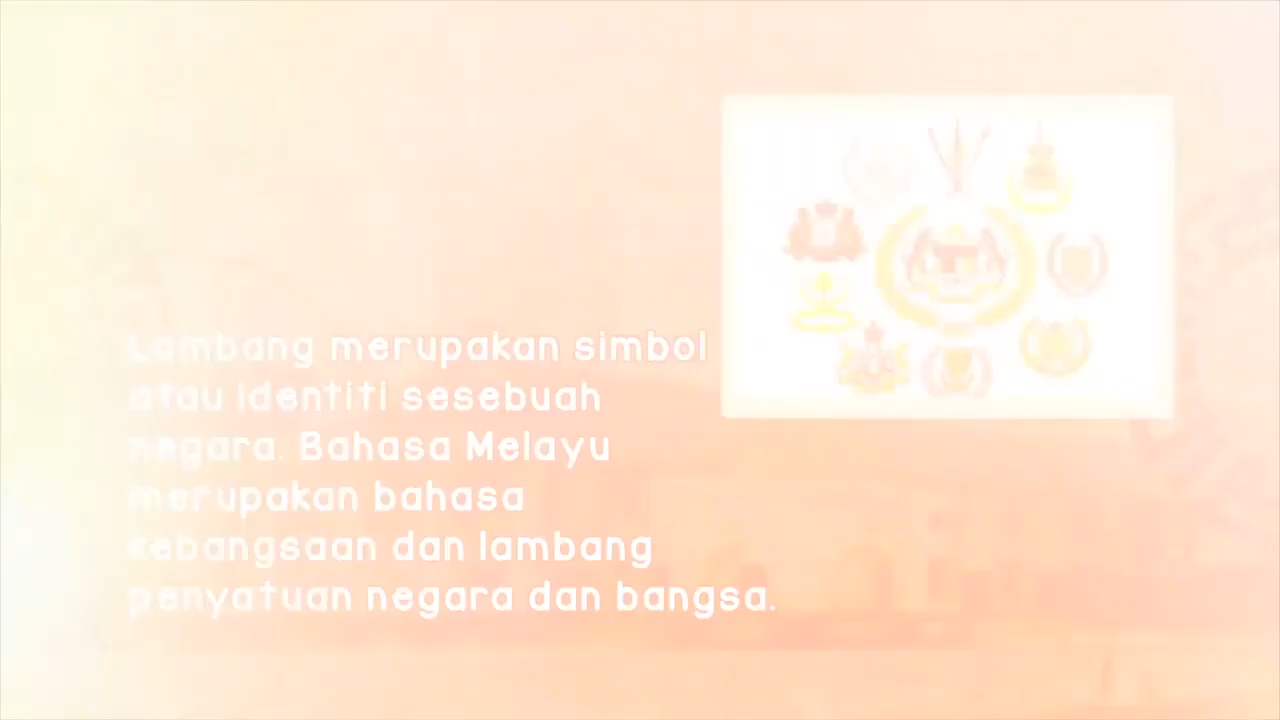 Lambang merupakan simbol
atau identiti sesebuah
negara. Bahasa Melayu
merupakan bahasa
kebangsaan dan lambang
penyatuan negara dan bangsa.